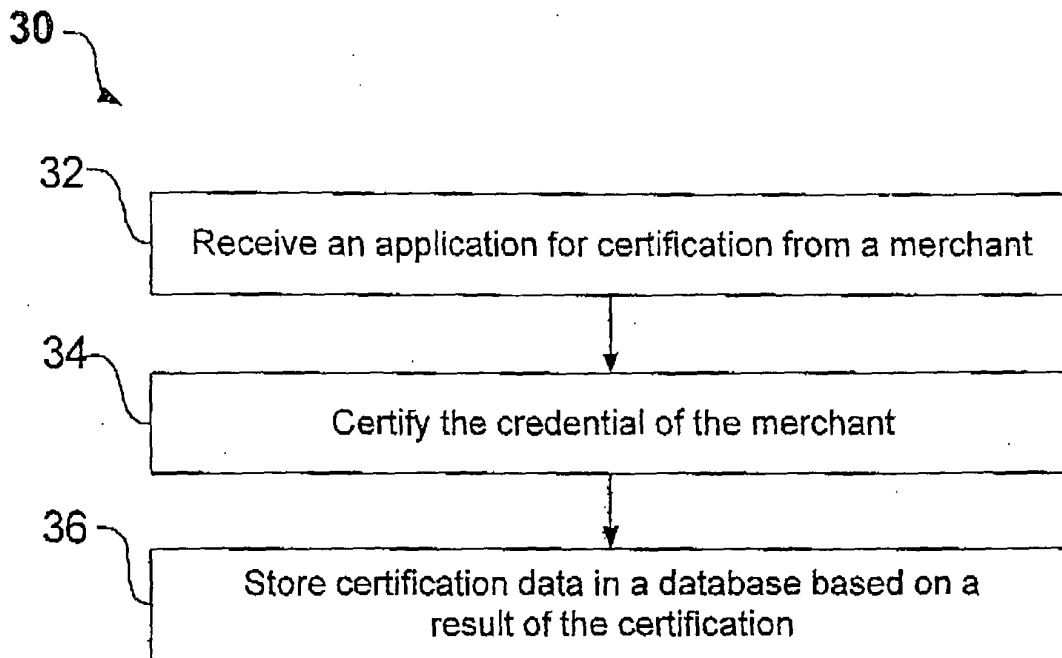 30
32
Receive an application for certification from a merchant
34
Certify the credential of the merchant
36
Store certification data in a database based on a
result of the certification